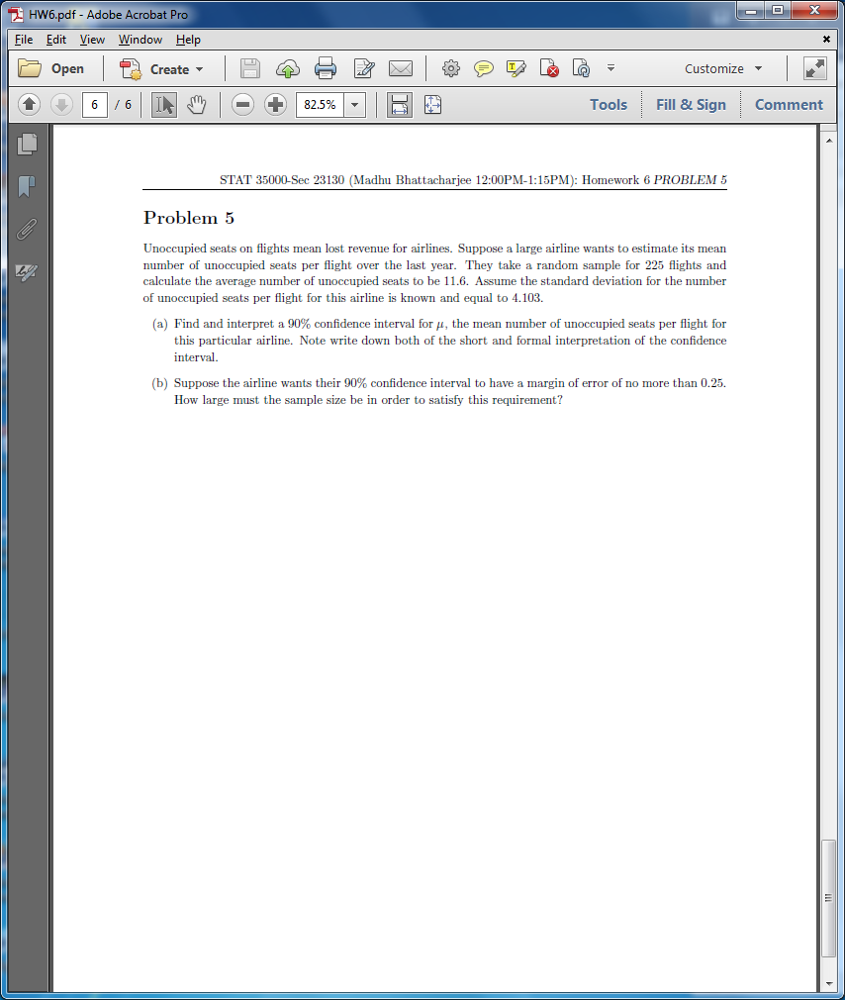 HW6.pdf - Adobe Acrobat Pro
File Edit View Window Help
Open Create Customize
6 / 6 82.5% Tools Fill & Sign Comment
STAT 35000-Sec 23130 (Madhu Bhattacharjee 12:00PM-1:15PM): Homework 6 PROBLEM 5
Problem 5
Unoccupied seats on flights mean lost revenue for airlines. Suppose a large airline wants to estimate its mean
number of unoccupied seats per flight over the last year. They take a random sample for 225 flights and
calculate the average number of unoccupied seats to be 11.6. Assume the standard deviation for the number
of unoccupied seats per flight for this airline is known and equal to 4.103.
(a) Find and interpret a 90% confidence interval for μ, the mean number of unoccupied seats per flight for
this particular airline. Note write down both of the short and formal interpretation of the confidence
interval.
(b) Suppose the airline wants their 90% confidence interval to have a margin of error of no more than 0.25.
How large must the sample size be in order to satisfy this requirement?